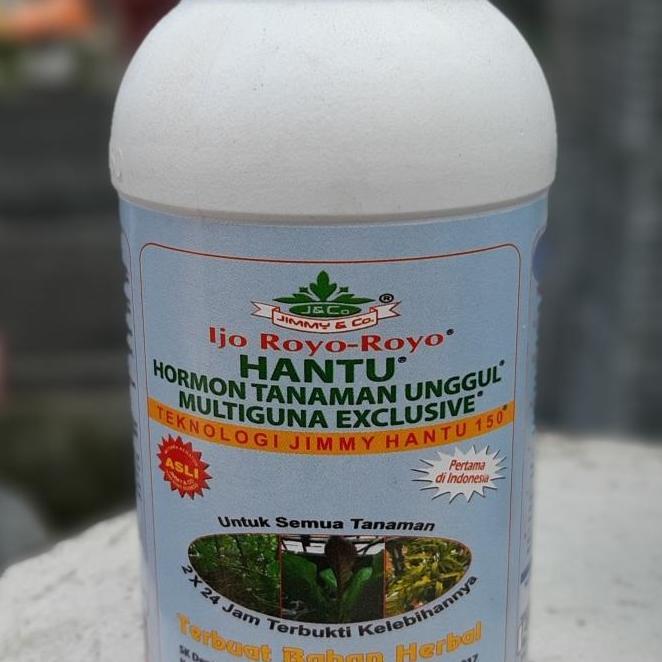 J&Co
JIMMY & Co. ®
Ijo Royo-Royo®
HANTU®
HORMON TANAMAN UNGGUL®
MULTIGUNA EXCLUSIVE®
TEKNOLOGI JIMMY HANTU 150®
ASLI
Pertama
di Indonesia
Untuk Semua Tanaman
2 X 24 Jam Terbukti Kelebihannya
Terbuat Bahan Herbal